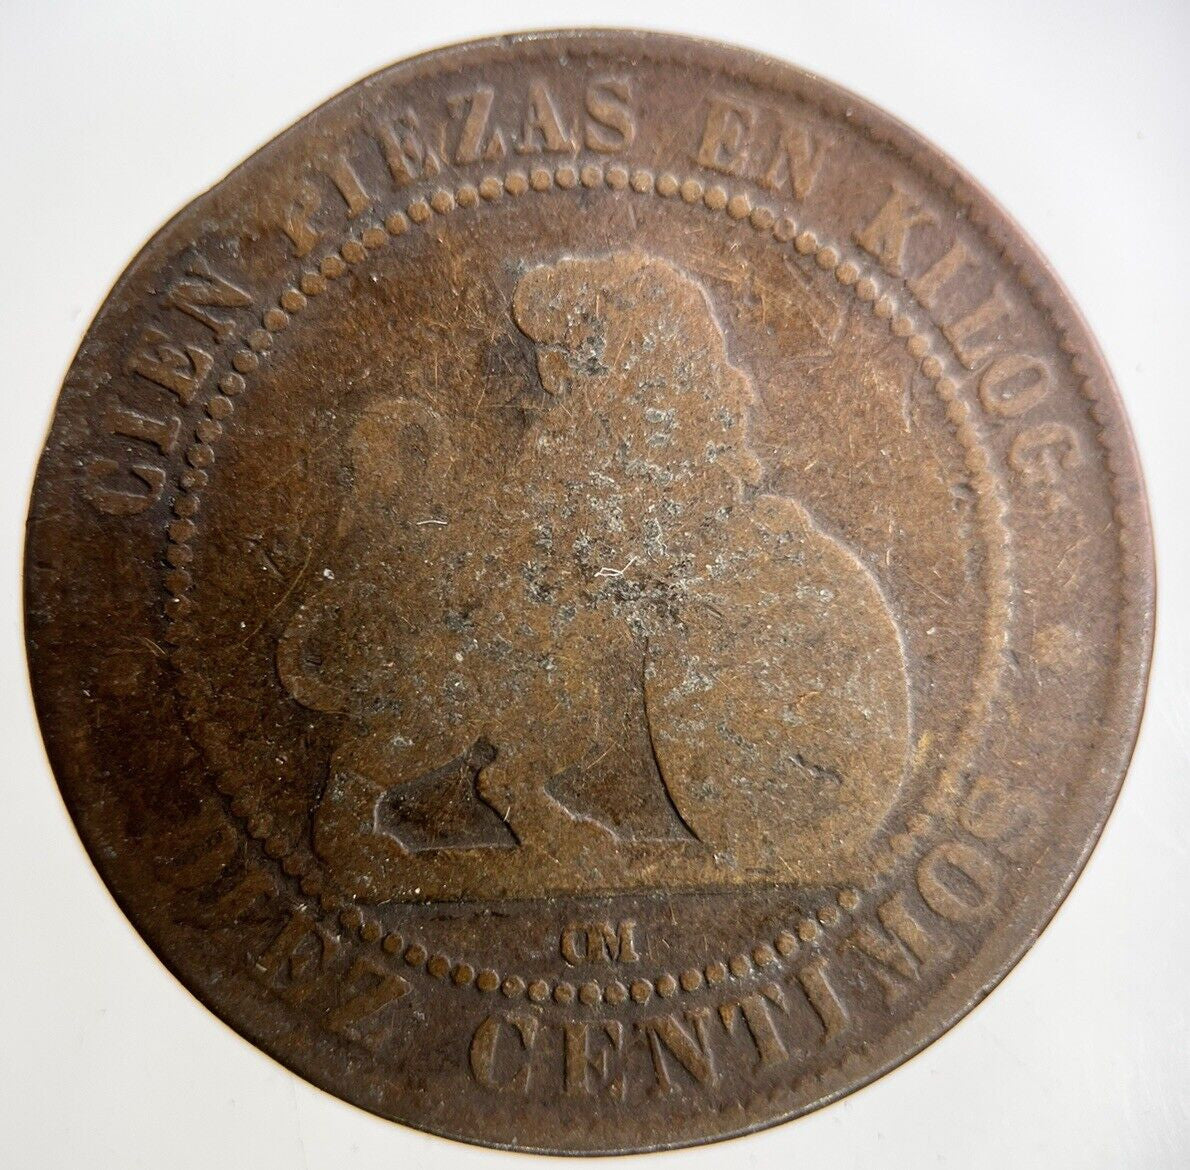 CIEN PIEZAS EN KILOG.
OM
DIEZ CENTIMOS